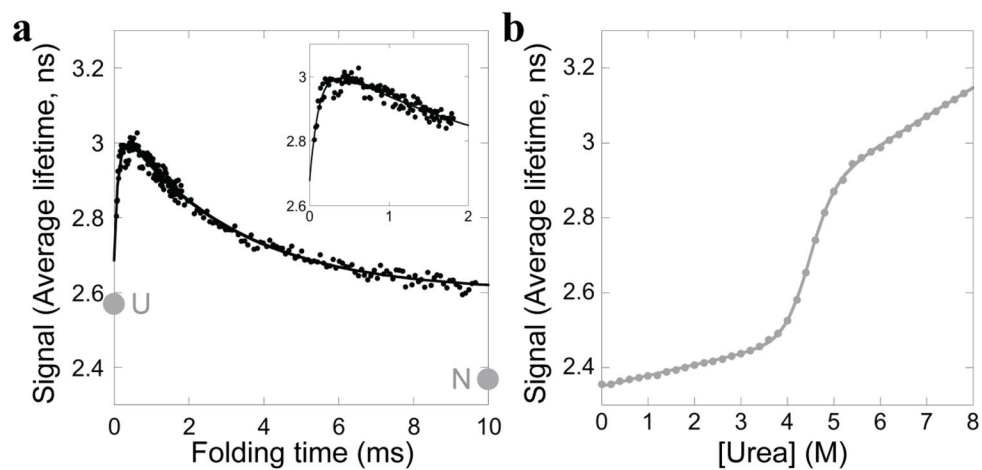 a
Signal (Average lifetime, ns)
3.2
3
2.8
2.6
2.4
0 2 4 6 8 10
Folding time (ms)
U
N
3
2.8
2.6
0 1 2
b
Signal (Average lifetime, ns)
3.2
3
2.8
2.6
2.4
0 1 2 3 4 5 6 7 8
[Urea] (M)